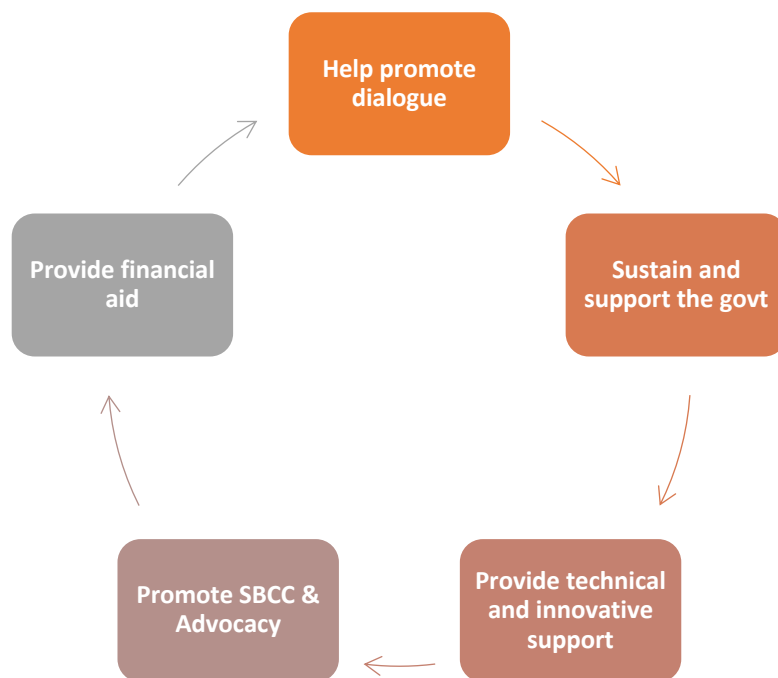 Help promote
dialogue
Sustain and
support the govt
Provide technical
and innovative
support
Promote SBCC &
Advocacy
Provide financial
aid